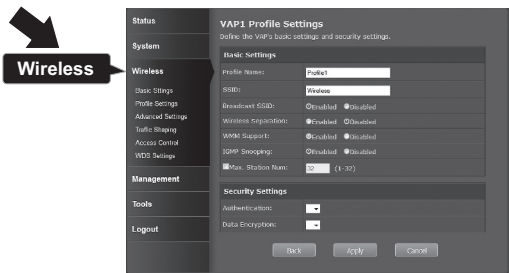 Wireless
Status
System
Wireless
Basic Sttings
Profile Settings
Advanced Settings
Traffic Shaping
Access Control
WDS Settings
Management
Tools
Logout
VAP1 Profile Settings
Define the VAP's basic settings and security settings.
Basic Settings
Profile Name: Profile1
SSID: Wireless
Broadcast SSID: Enabled Disabled
Wireless Separation: Enabled Disabled
WMM Support: Enabled Disabled
IGMP Snooping: Enabled Disabled
Max. Station Num: 32 (1-32)
Security Settings
Authentication:
Data Encryption:
Back Apply Cancel